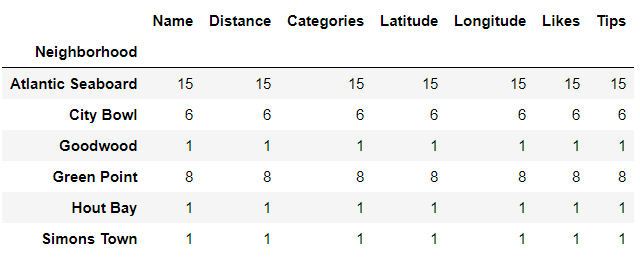 Name Distance Categories Latitude Longitude Likes Tips
Neighborhood
Atlantic Seaboard 15 15 15 15 15 15 15
City Bowl 6 6 6 6 6 6 6
Goodwood 1 1 1 1 1 1 1
Green Point 8 8 8 8 8 8 8
Hout Bay 1 1 1 1 1 1 1
Simons Town 1 1 1 1 1 1 1